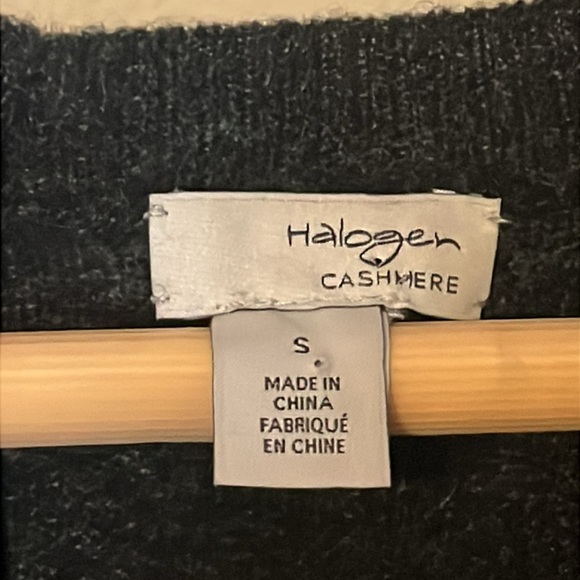 Halogen
CASHMERE
S
MADE IN
CHINA
FABRIQUÉ
EN CHINE